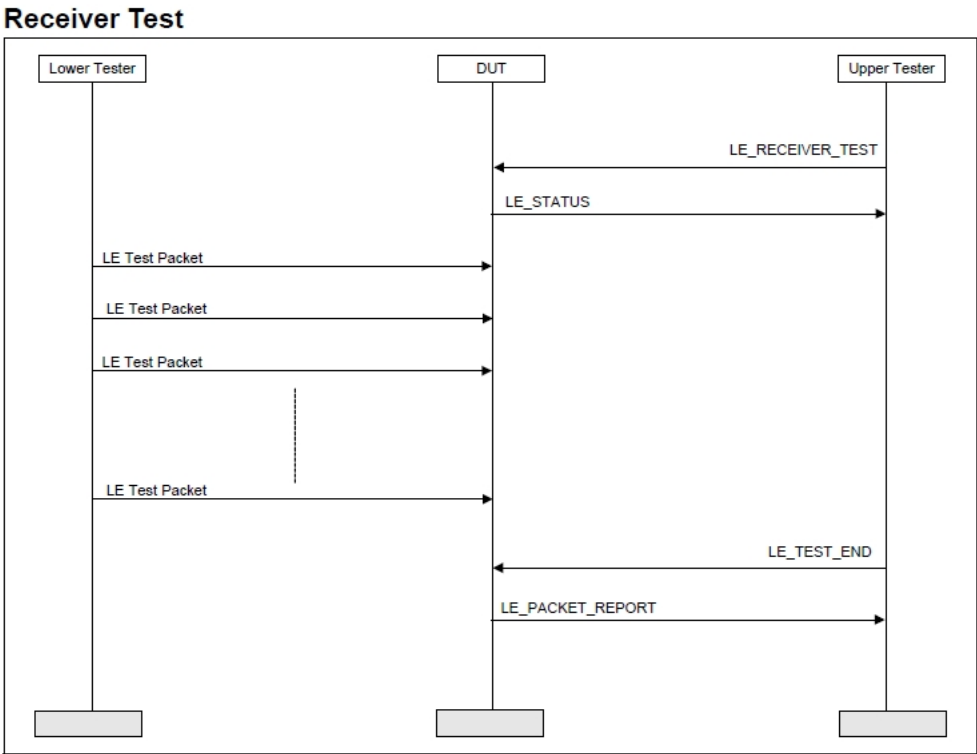 Receiver Test
Lower Tester
DUT
Upper Tester
LE_RECEIVER_TEST
LE_STATUS
LE Test Packet
LE Test Packet
LE Test Packet
LE Test Packet
LE_TEST_END
LE_PACKET_REPORT